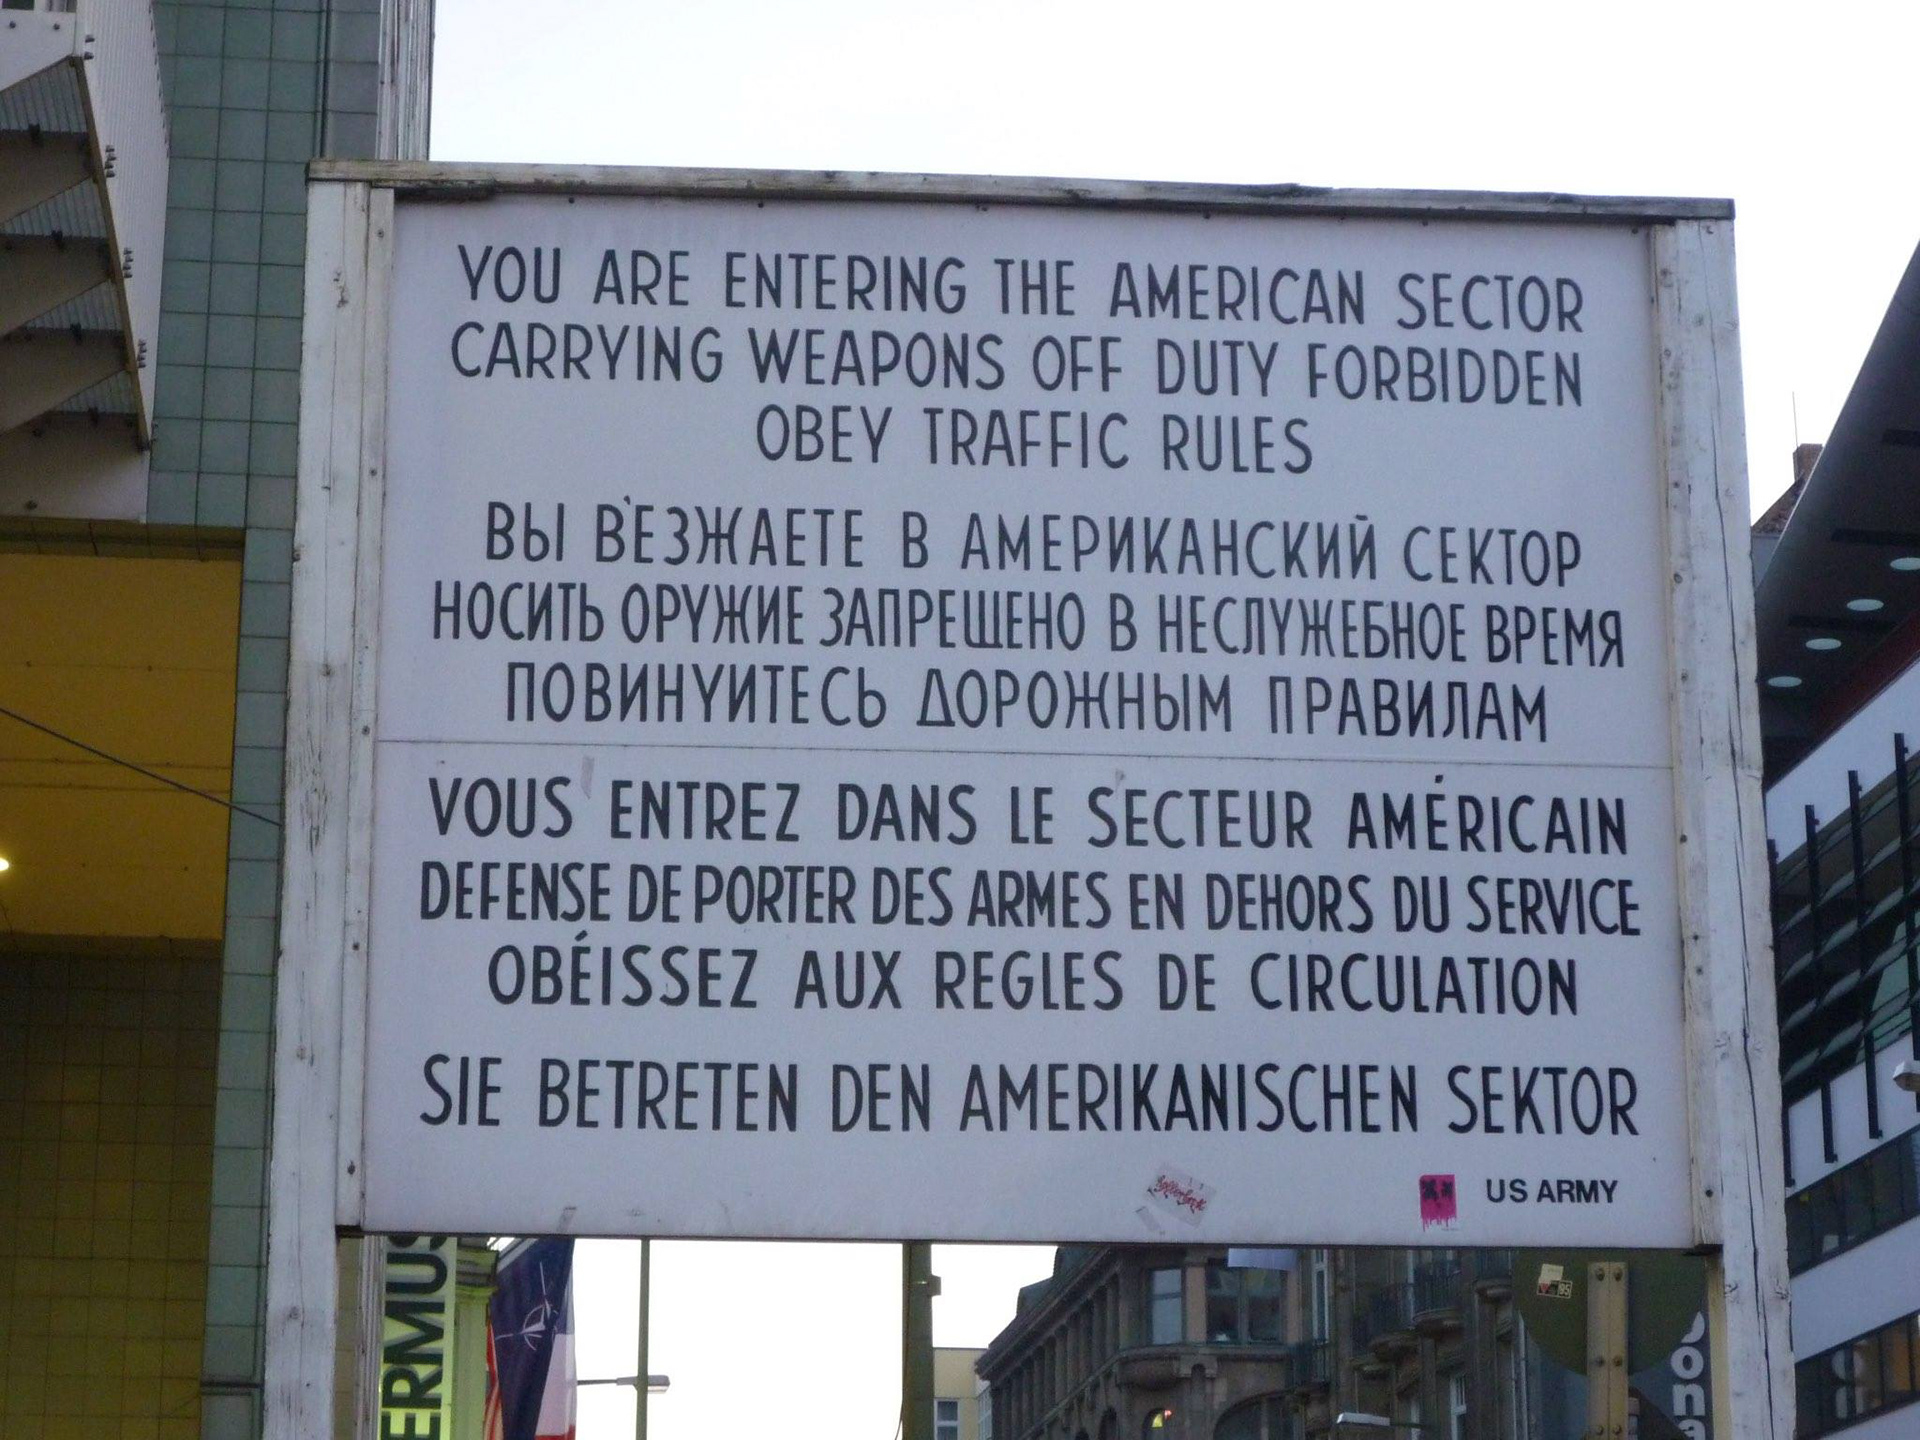 YOU ARE ENTERING THE AMERICAN SECTOR
CARRYING WEAPONS OFF DUTY FORBIDDEN
OBEY TRAFFIC RULES
ВЫ В'ЕЗЖАЕТЕ В АМЕРИКАНСКИЙ СЕКТОР
НОСИТЬ ОРУЖИЕ ЗАПРЕЩЕНО В НЕСЛУЖЕБНОЕ ВРЕМЯ
ПОВИНУИТЕСЬ ДОРОЖНЫМ ПРАВИЛАМ
VOUS ENTREZ DANS LE SECTEUR AMÉRICAIN
DEFENSE DE PORTER DES ARMES EN DEHORS DU SERVICE
OBÉISSEZ AUX REGLES DE CIRCULATION
SIE BETRETEN DEN AMERIKANISCHEN SEKTOR
US ARMY
ERMUS